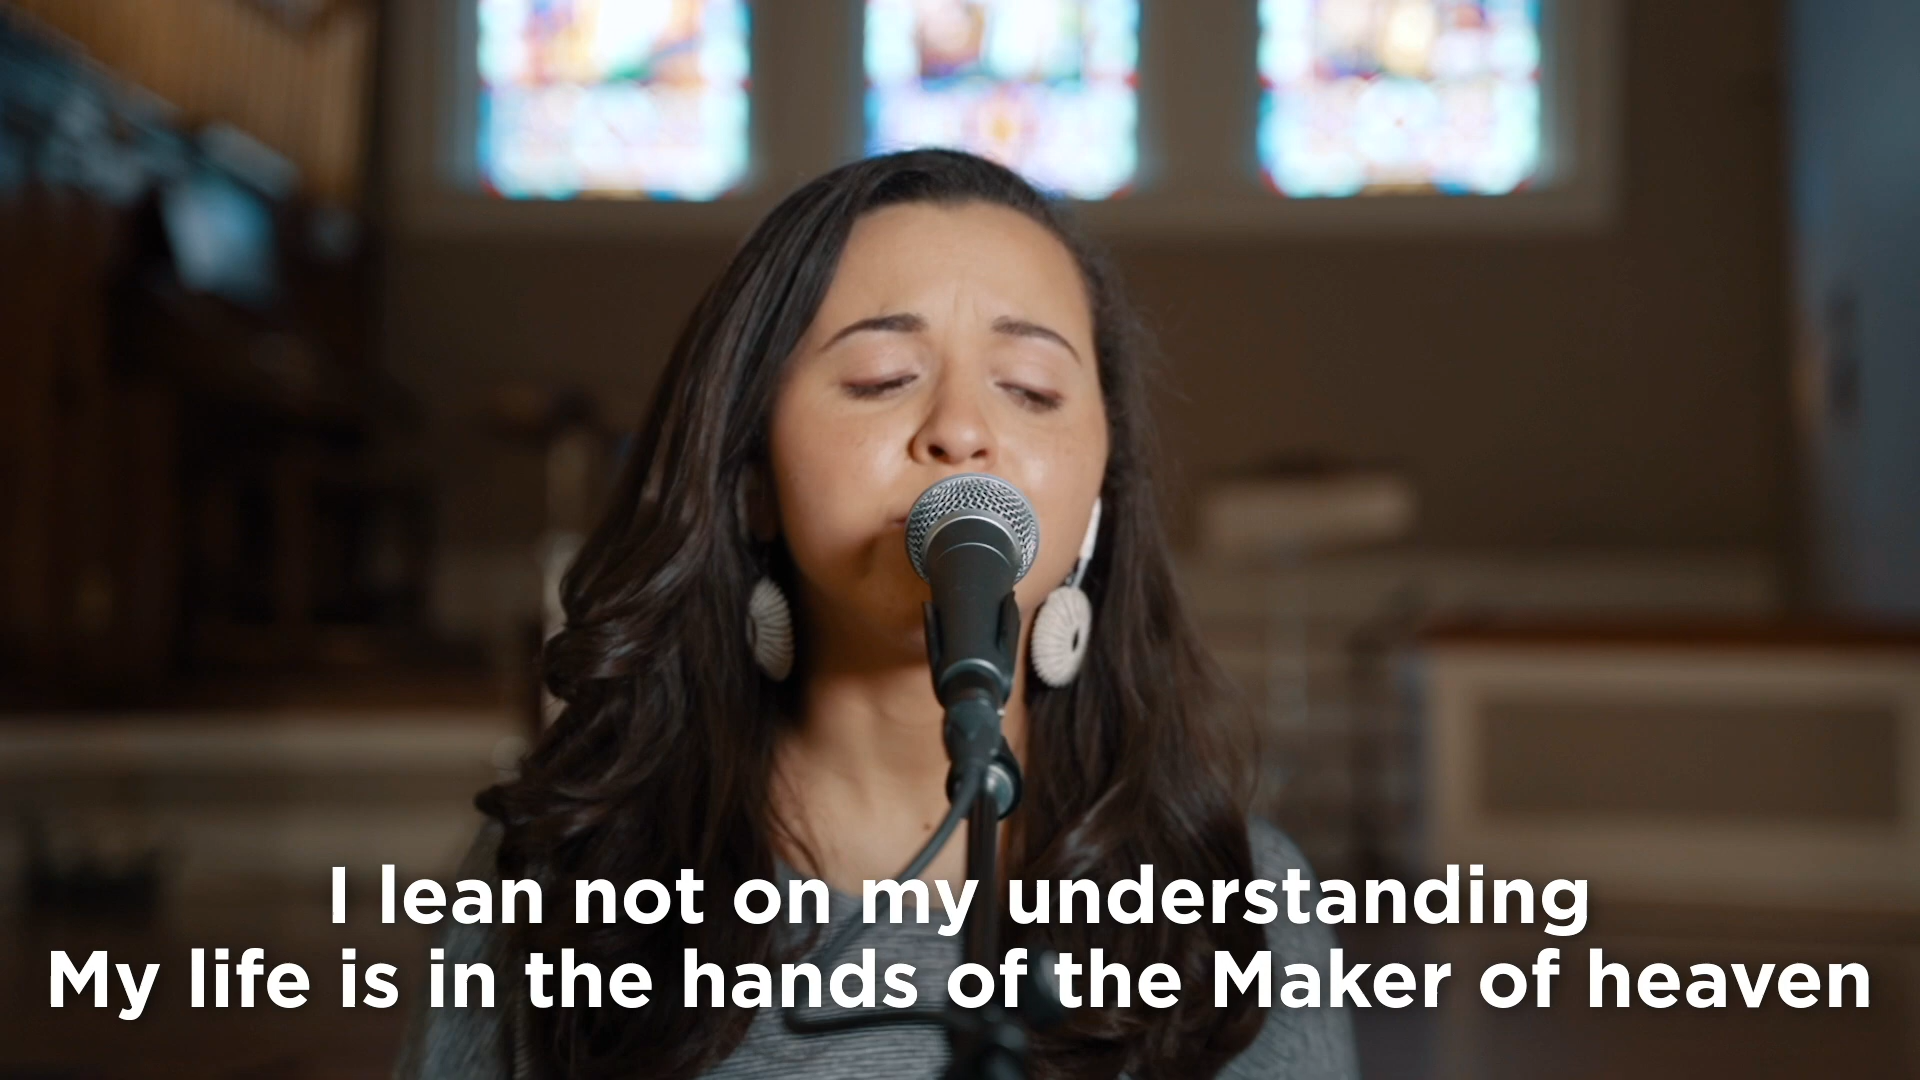 I lean not on my understanding
My life is in the hands of the Maker of heaven